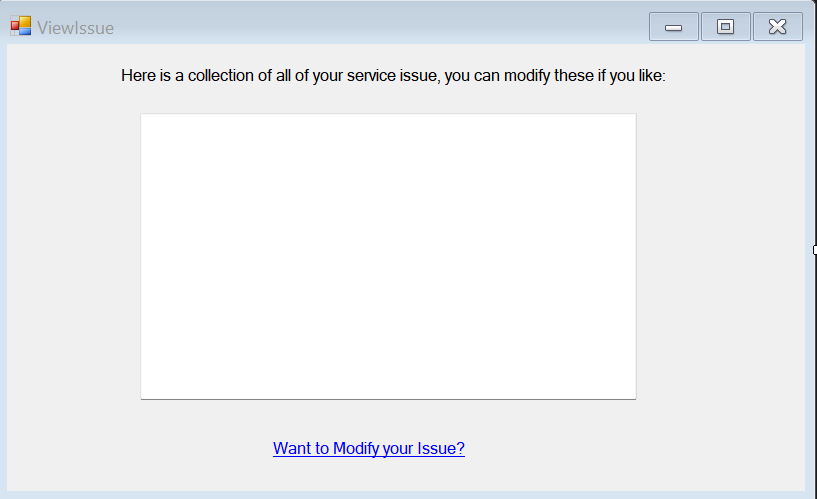 ViewIssue
Here is a collection of all of your service issue, you can modify these if you like:
Want to Modify your Issue?